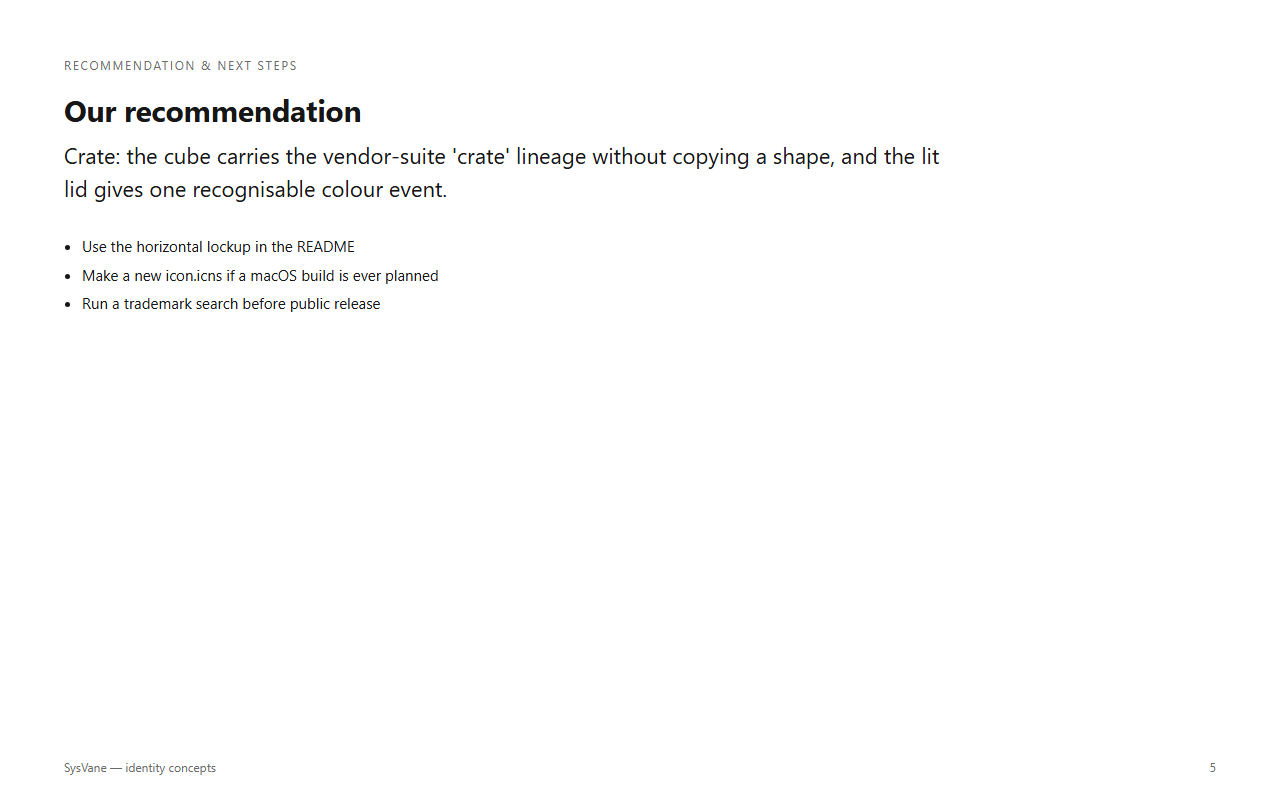 RECOMMENDATION & NEXT STEPS
Our recommendation
Crate: the cube carries the vendor-suite 'crate' lineage without copying a shape, and the lit
lid gives one recognisable colour event.
• Use the horizontal lockup in the README
• Make a new icon.icns if a macOS build is ever planned
• Run a trademark search before public release
SysVane — identity concepts
5